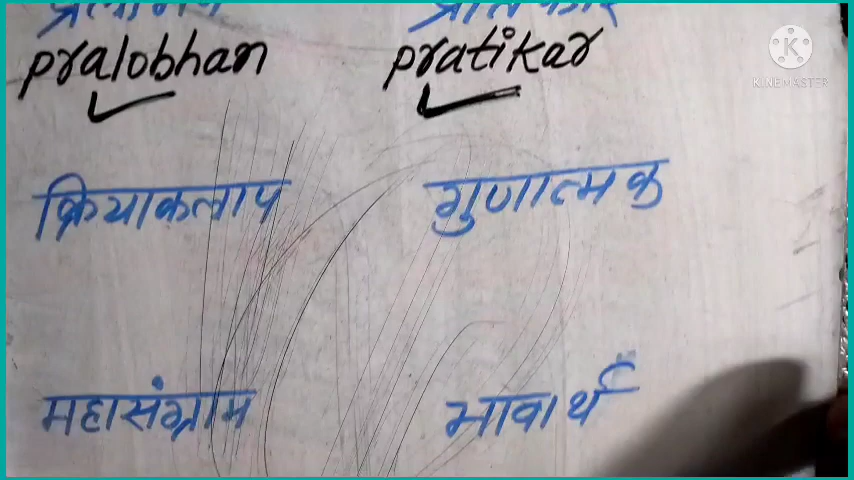 pralobhan pratikar
K
KINEMASTER
क्रियाकलाप गुणात्मक
महासंग्राम भावार्थ